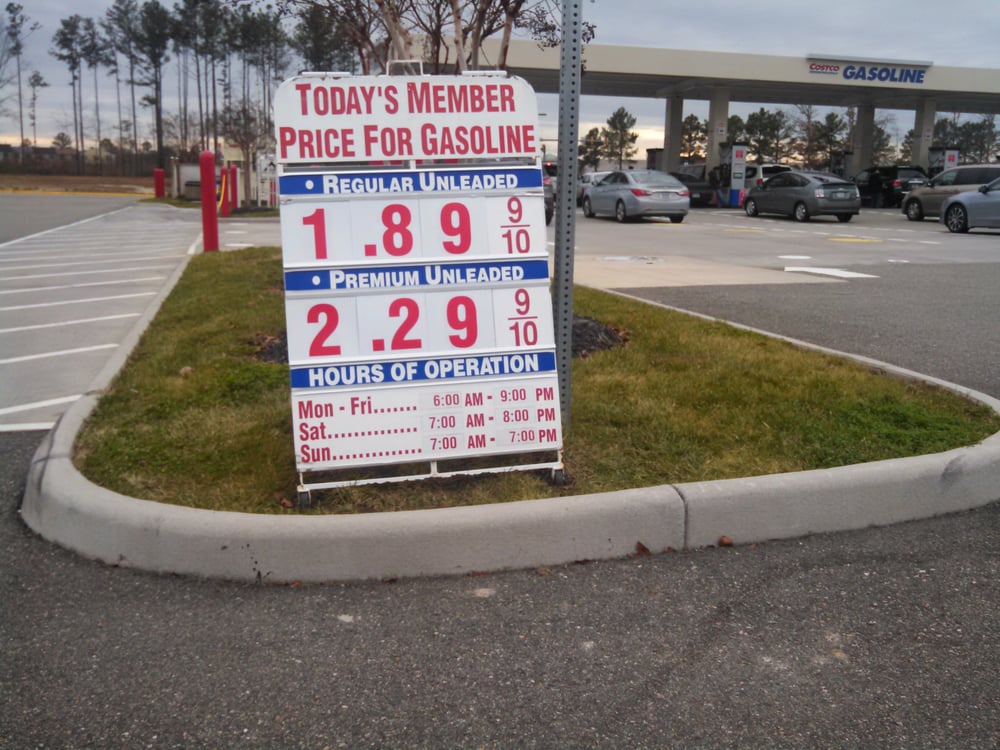 COSTCO GASOLINE
TODAY'S MEMBER
PRICE FOR GASOLINE
• REGULAR UNLEADED
1.89 9/10
• PREMIUM UNLEADED
2.29 9/10
HOURS OF OPERATION
Mon - Fri....... 6:00 AM - 9:00 PM
Sat.............. 7:00 AM - 8:00 PM
Sun.............. 7:00 AM - 7:00 PM